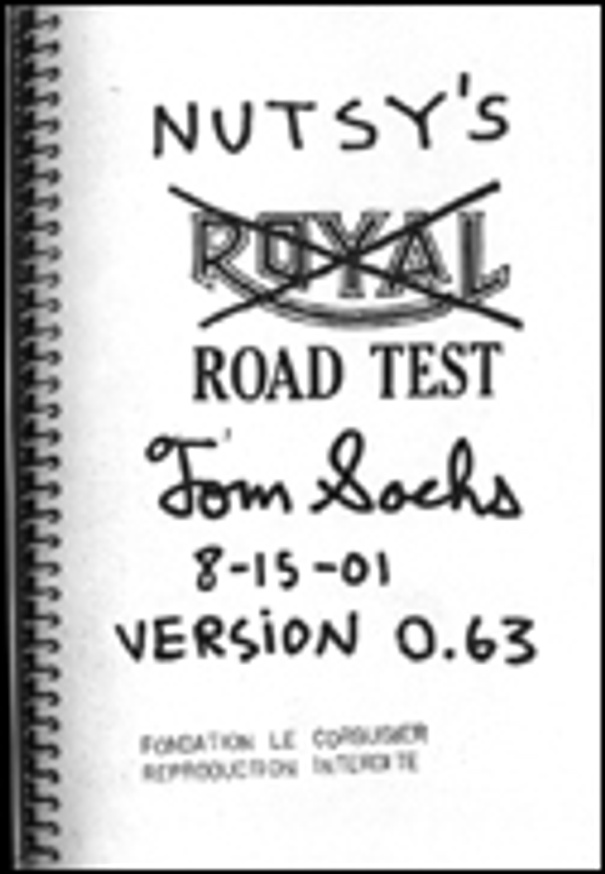 NUTSY'S
ROYAL
ROAD TEST
Tom Sachs
8-15-01
VERSiON 0.63
FONDATION LE CORBUSIER
REPRODUCTION INTERDITE